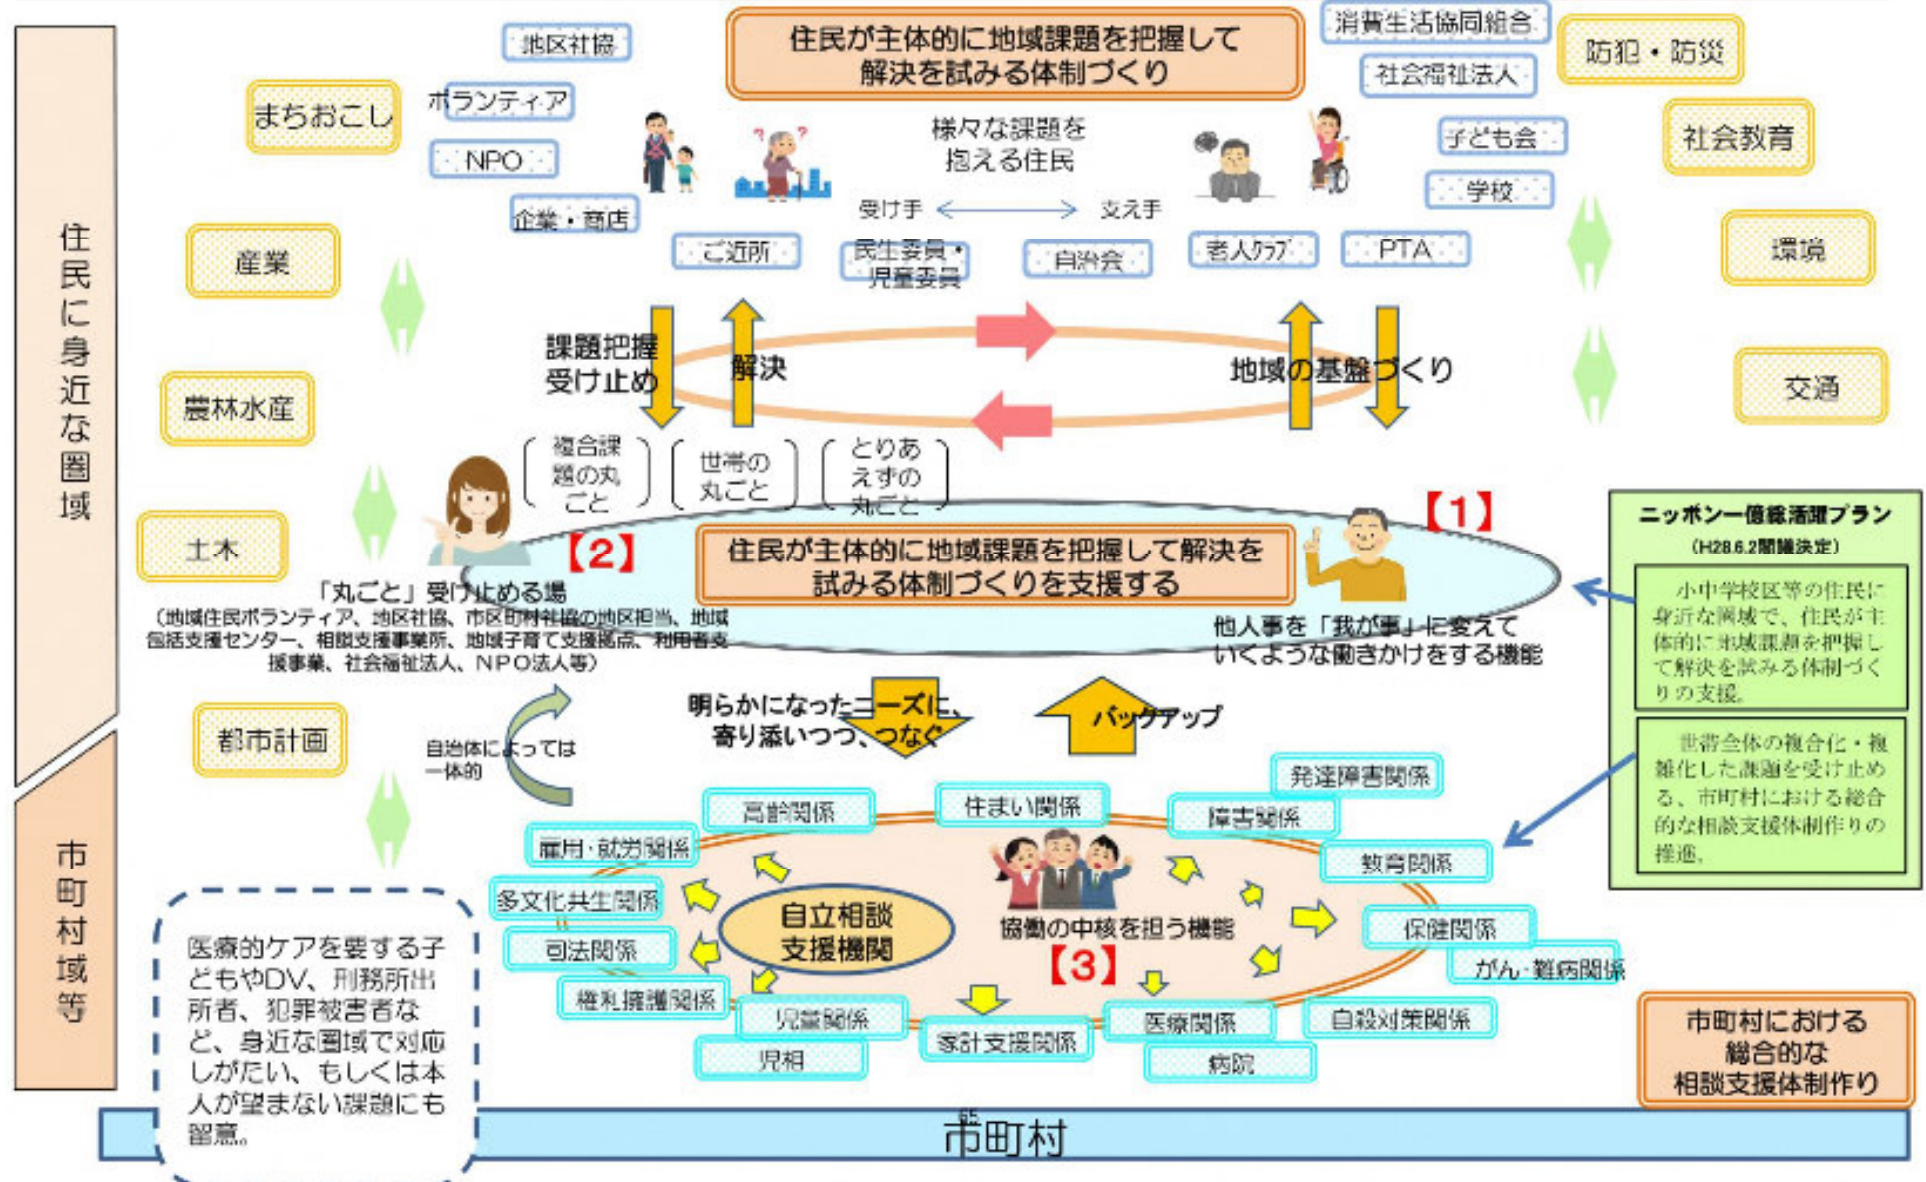 住民が主体的に地域課題を把握して
解決を試みる体制づくり
地区社協
ボランティア
まちおこし
NPO
企業・商店
消費生活協同組合
社会福祉法人
防犯・防災
子ども会
社会教育
学校
様々な課題を
抱える住民
受け手
支え手
ご近所
民生委員・
児童委員
自治会
老人クラブ
PTA
産業
環境
住民に身近な圏域
課題把握
受け止め
解決
地域の基盤づくり
農林水産
交通
複合課
題の丸
ごと
世帯の
丸ごと
とりあ
えずの
丸ごと
【1】
【2】
住民が主体的に地域課題を把握して解決を
試みる体制づくりを支援する
土木
「丸ごと」受け止める場
（地域住民ボランティア、地区社協、市区町村社協の地区担当、地域
包括支援センター、相談支援事業所、地域子育て支援拠点、利用者支
援事業、社会福祉法人、NPO法人等）
他人事を「我が事」に変えて
いくような働きかけをする機能
ニッポン一億総活躍プラン
（H28.6.2閣議決定）
小中学校区等の住民に
身近な圏域で、住民が主
体的に地域課題を把握し
て解決を試みる体制づく
りの支援。
世帯全体の複合化・複
雑化した課題を受け止め
る、市町村における総合
的な相談支援体制作りの
推進。
都市計画
自治体によっては
一体的
明らかになったニーズに、
寄り添いつつ、つなぐ
バックアップ
市町村域等
高齢関係
住まい関係
発達障害関係
障害関係
雇用・就労関係
教育関係
多文化共生関係
自立相談
支援機関
協働の中核を担う機能
【3】
保健関係
司法関係
がん・難病関係
権利擁護関係
児童関係
児相
家計支援関係
医療関係
病院
自殺対策関係
医療的ケアを要する子
どもやDV、刑務所出
所者、犯罪被害者な
ど、身近な圏域で対応
しがたい、もしくは本
人が望まない課題にも
留意。
市町村における
総合的な
相談支援体制作り
65
市町村